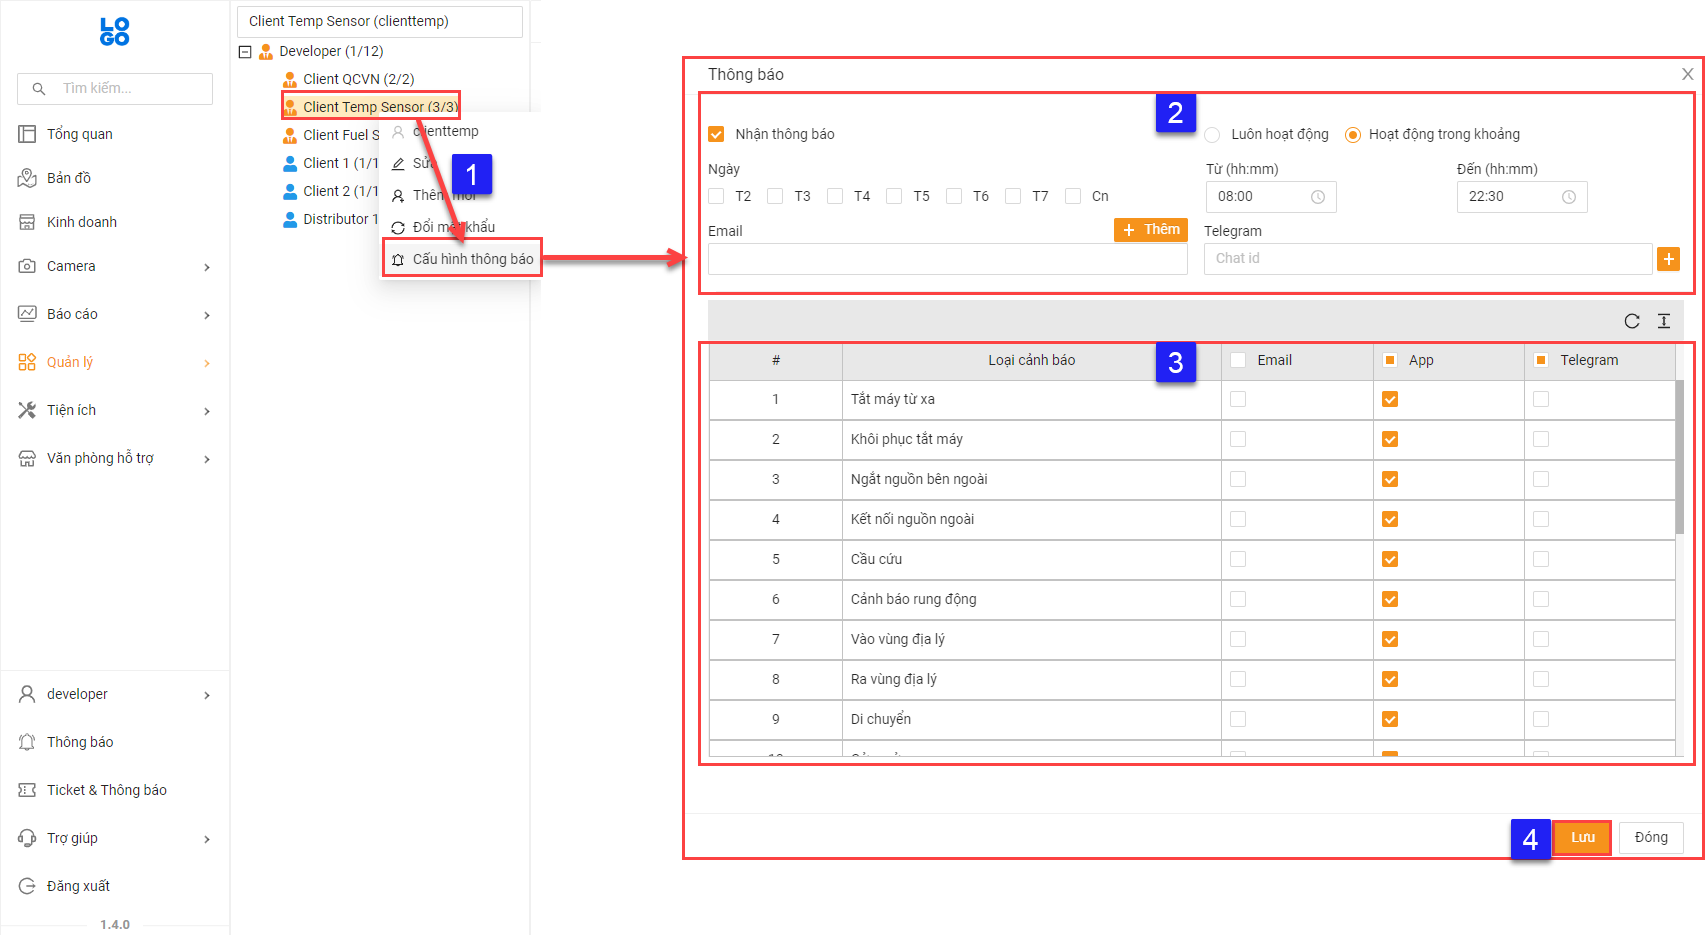 LO
GO
Tìm kiếm...
Tổng quan
Bản đồ
Kinh doanh
Camera
Báo cáo
Quản lý
Tiện ích
Văn phòng hỗ trợ
developer
Thông báo
Ticket & Thông báo
Trợ giúp
Đăng xuất
1.4.0
Client Temp Sensor (clienttemp)
Developer (1/12)
Client QCVN (2/2)
Client Temp Sensor (3/3)
Client Fuel S
Client 1 (1/1
Client 2 (1/1
Distributor 1
clienttemp
Sửa
1
Thêm mới
Đổi mật khẩu
Cấu hình thông báo
Thông báo
2
Nhận thông báo
Luôn hoạt động
Hoạt động trong khoảng
Ngày
Từ (hh:mm)
Đến (hh:mm)
T2 T3 T4 T5 T6 T7 Cn
08:00
22:30
Email
+ Thêm
Telegram
Chat id
+
3
# Loại cảnh báo Email App Telegram
1 Tắt máy từ xa
2 Khôi phục tắt máy
3 Ngắt nguồn bên ngoài
4 Kết nối nguồn ngoài
5 Cầu cứu
6 Cảnh báo rung động
7 Vào vùng địa lý
8 Ra vùng địa lý
9 Di chuyển
4
Lưu
Đóng